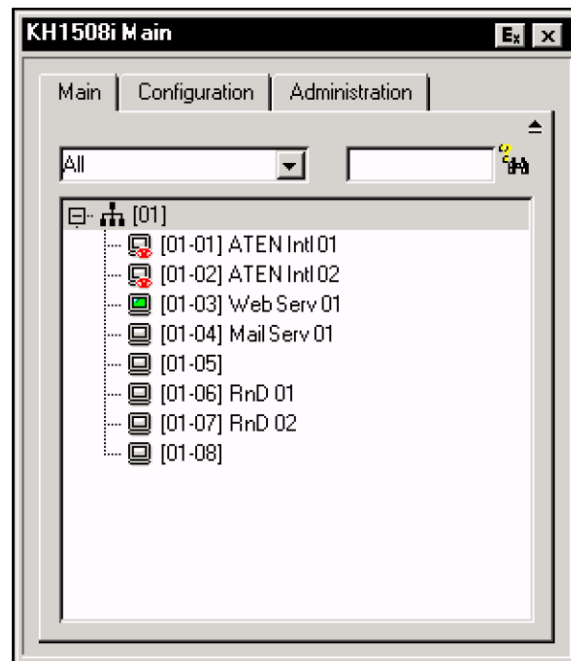 KH1508i Main
Ex
Main Configuration Administration
All
[01]
[01-01] ATEN Intl 01
[01-02] ATEN Intl 02
[01-03] Web Serv 01
[01-04] Mail Serv 01
[01-05]
[01-06] RnD 01
[01-07] RnD 02
[01-08]